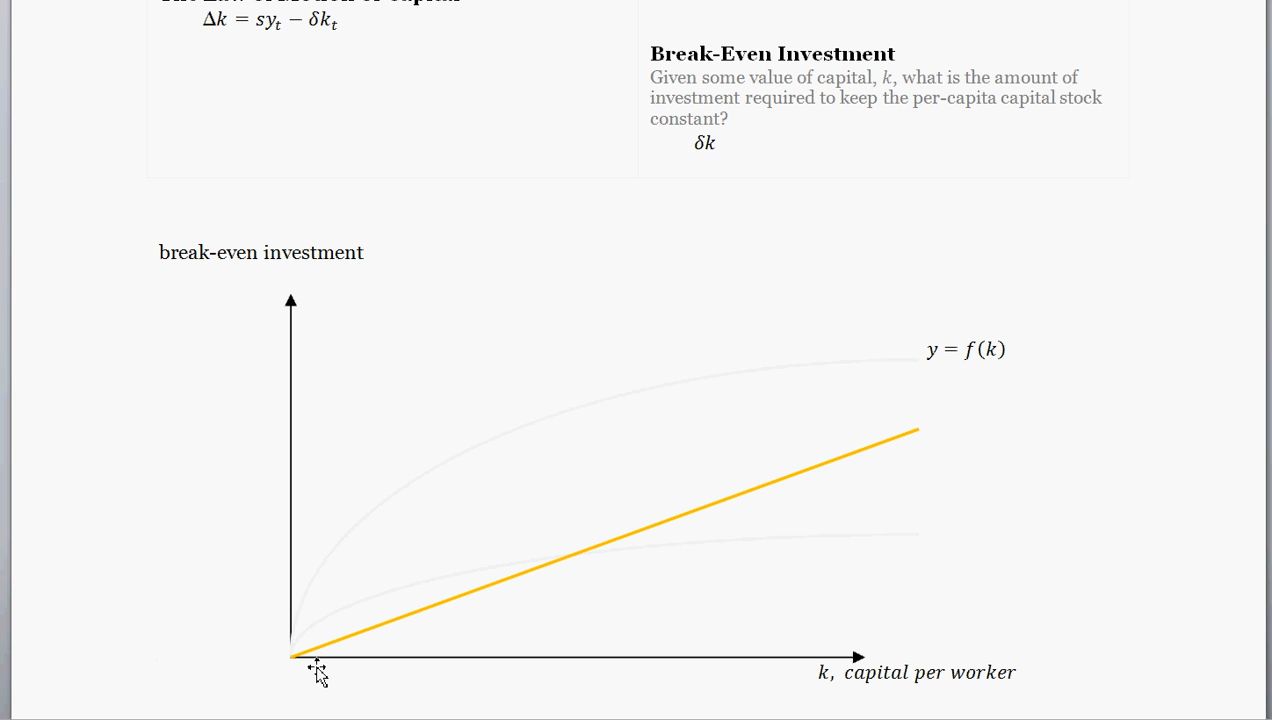 Δk = sy_t − δk_t
Break-Even Investment
Given some value of capital, k, what is the amount of
investment required to keep the per-capita capital stock
constant?
δk
break-even investment
y = f(k)
k, capital per worker